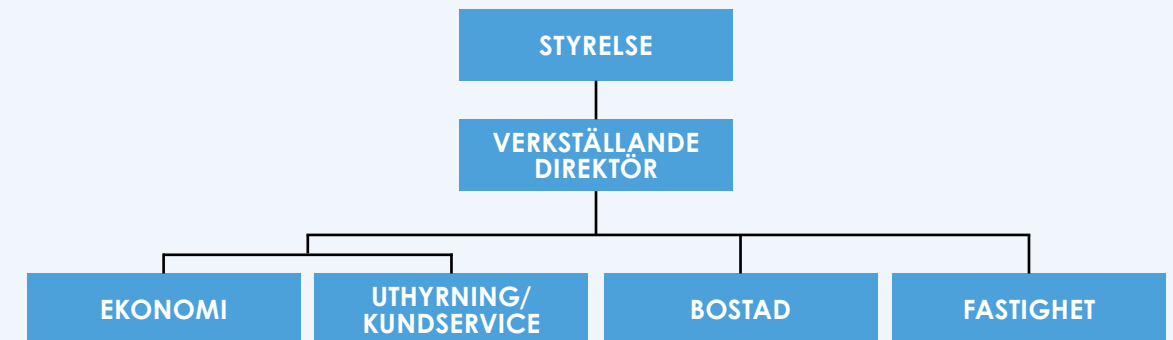 STYRELSE
VERKSTÄLLANDE
DIREKTÖR
EKONOMI
UTHYRNING/
KUNDSERVICE
BOSTAD
FASTIGHET